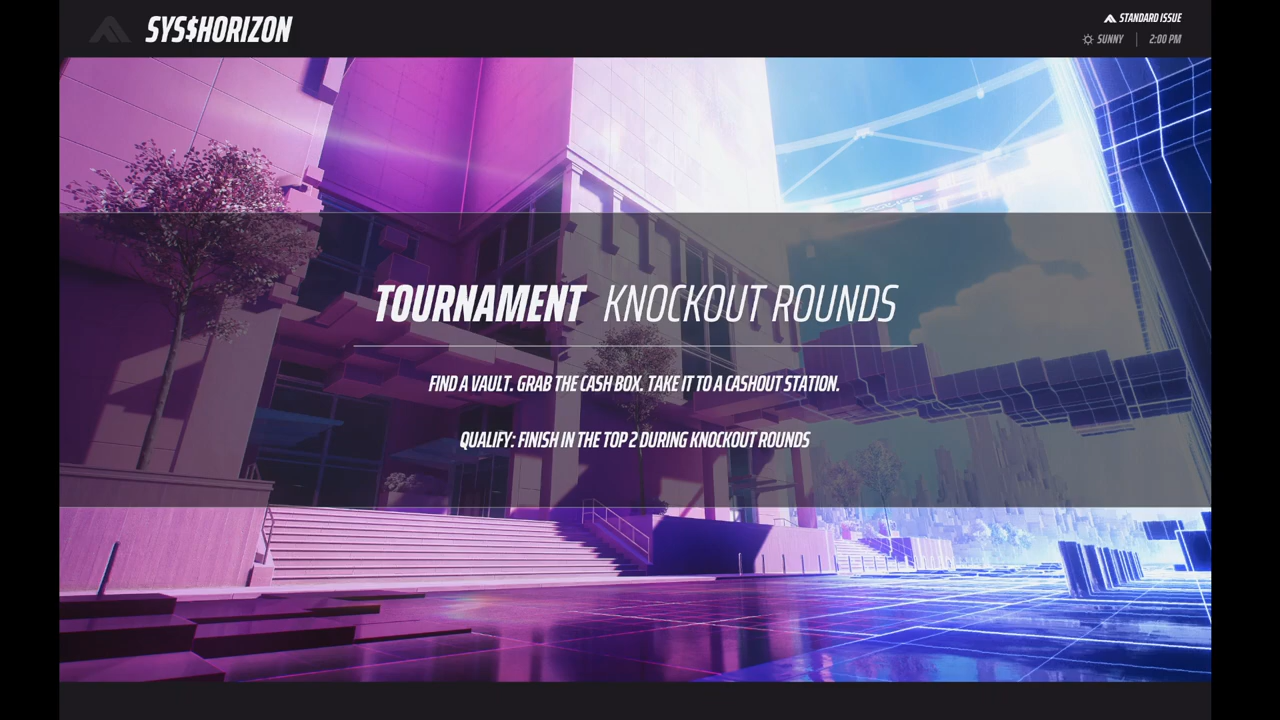 SYS$HORIZON
STANDARD ISSUE
SUNNY
2:00 PM
TOURNAMENT KNOCKOUT ROUNDS
FIND A VAULT. GRAB THE CASH BOX. TAKE IT TO A CASHOUT STATION.
QUALIFY: FINISH IN THE TOP 2 DURING KNOCKOUT ROUNDS